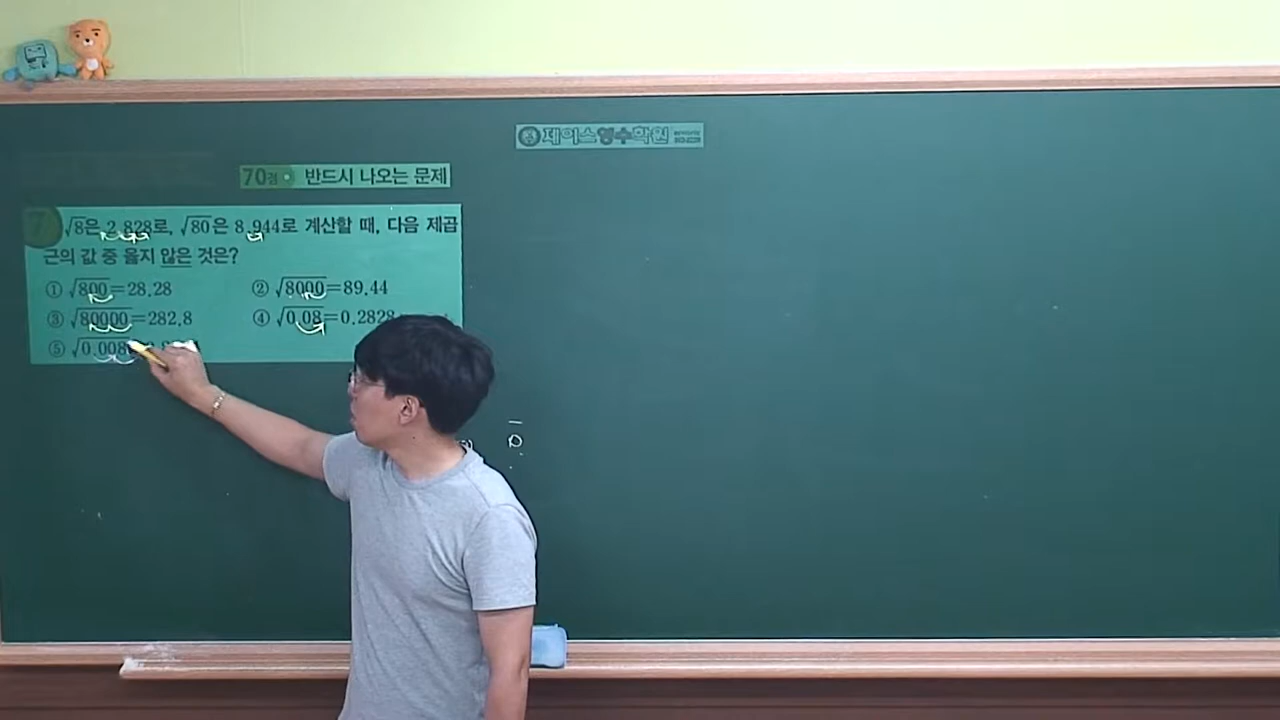 제이스영수학원
70점 반드시 나오는 문제
7 √8은 2.828로, √80은 8.944로 계산할 때, 다음 제곱
근의 값 중 옳지 않은 것은?
① √800=28.28 ② √8000=89.44
③ √80000=282.8 ④ √0.08=0.2828
⑤ √0.008